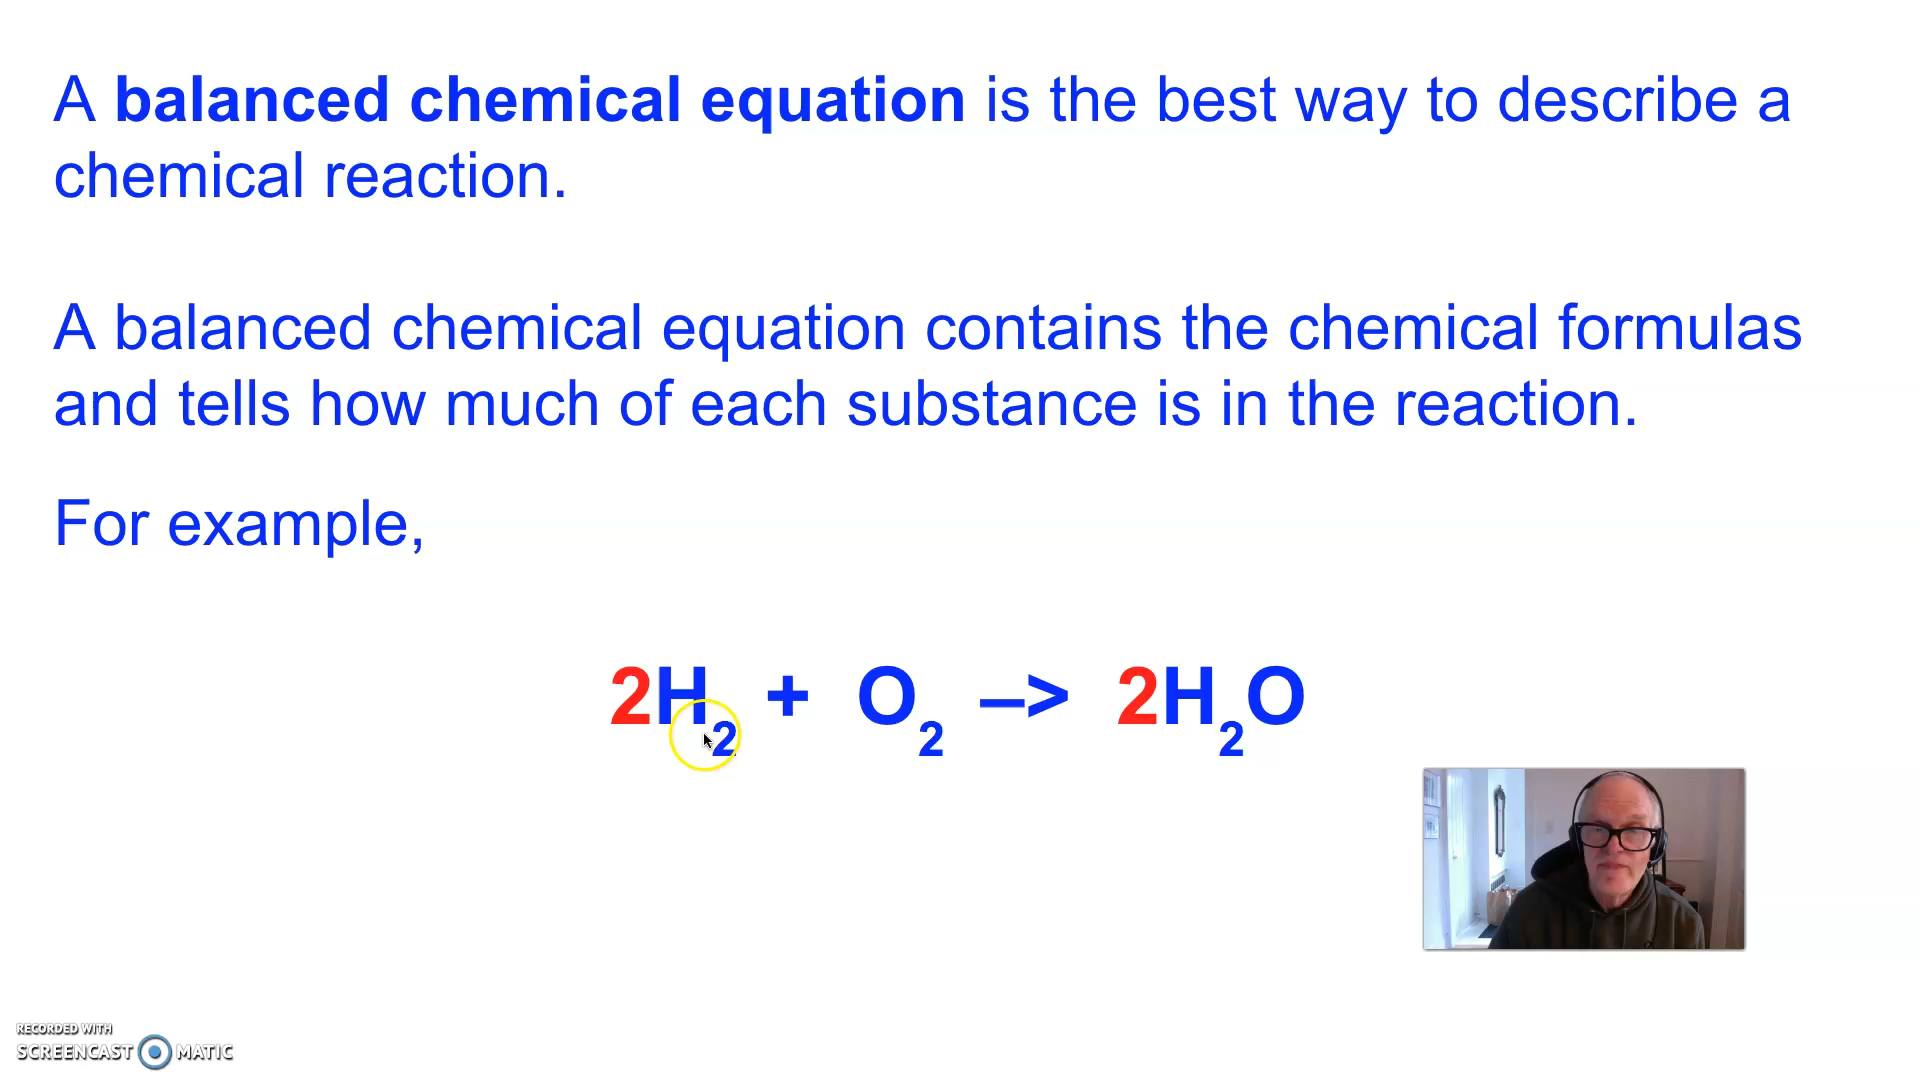 A balanced chemical equation is the best way to describe a
chemical reaction.
A balanced chemical equation contains the chemical formulas
and tells how much of each substance is in the reaction.
For example,
2H₂ + O₂ –> 2H₂O
RECORDED WITH
SCREENCAST MATIC